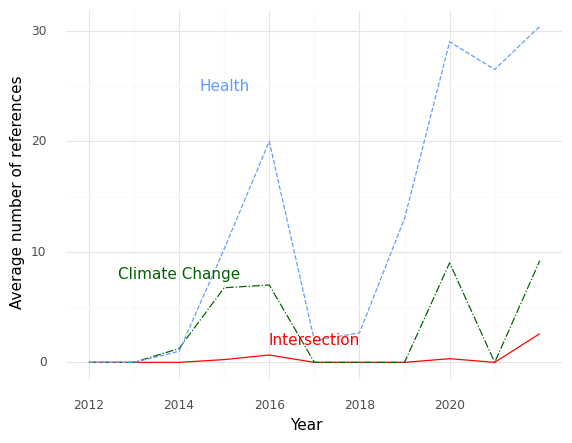 30
20
10
0
Average number of references
Health
Climate Change
Intersection
2012 2014 2016 2018 2020
Year